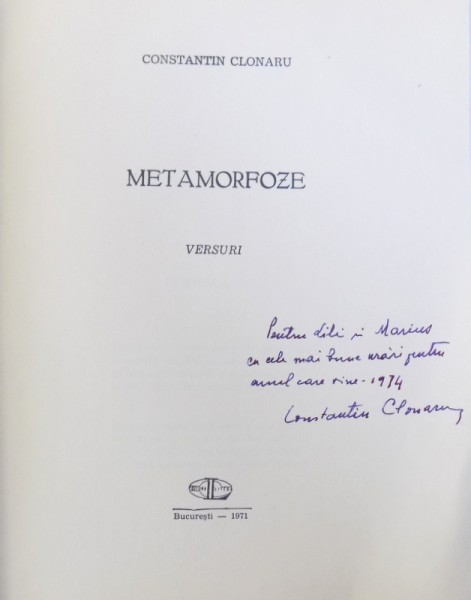 CONSTANTIN CLONARU
METAMORFOZE
VERSURI
Pentru Lili și Marius
cu cele mai bune urări pentru
anul care vine - 1974
Constantin Clonaru
București — 1971